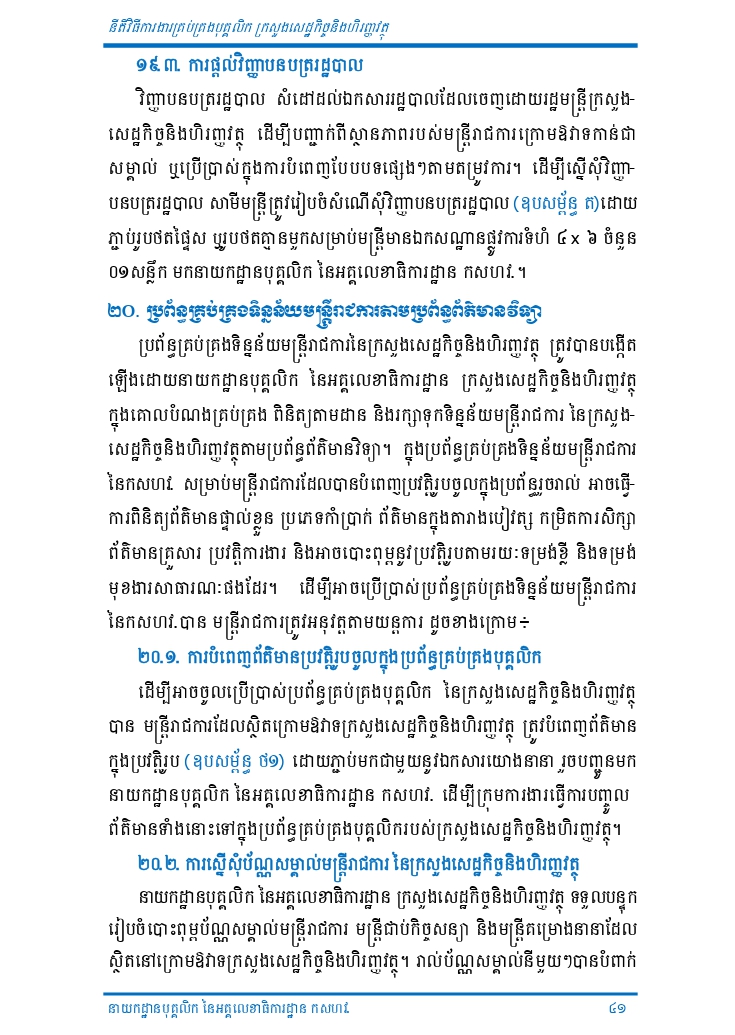 នីតិវិធីការងារគ្រប់គ្រងបុគ្គលិក ក្រសួងសេដ្ឋកិច្ចនិងហិរញ្ញវត្ថុ
១៩.៣. ការផ្តល់វិញ្ញាបនបត្ររដ្ឋបាល
វិញ្ញាបនបត្ររដ្ឋបាល សំដៅដល់ឯកសាររដ្ឋបាលដែលចេញដោយរដ្ឋមន្ត្រីក្រសួង-
សេដ្ឋកិច្ចនិងហិរញ្ញវត្ថុ ដើម្បីបញ្ជាក់ពីស្ថានភាពរបស់មន្ត្រីរាជការក្រោមឱវាទកាន់ជា
សម្គាល់ ឬប្រើប្រាស់ក្នុងការបំពេញបែបបទផ្សេងៗតាមតម្រូវការ។ ដើម្បីស្នើសុំវិញ្ញា-
បនបត្ររដ្ឋបាល សាមីមន្ត្រីត្រូវរៀបចំសំណើសុំវិញ្ញាបនបត្ររដ្ឋបាល (ឧបសម្ព័ន្ធ ត)ដោយ
ភ្ជាប់រូបថតផ្ទៃស ឬរូបថតគ្មានមួកសម្រាប់មន្ត្រីមានឯកសណ្ឋានផ្លូវការទំហំ ៤ x ៦ ចំនួន
០១សន្លឹក មកនាយកដ្ឋានបុគ្គលិក នៃអគ្គលេខាធិការដ្ឋាន កសហវ.។
២០. ប្រព័ន្ធគ្រប់គ្រងទិន្នន័យមន្ត្រីរាជការតាមប្រព័ន្ធព័ត៌មានវិទ្យា
ប្រព័ន្ធគ្រប់គ្រងទិន្នន័យមន្ត្រីរាជការនៃក្រសួងសេដ្ឋកិច្ចនិងហិរញ្ញវត្ថុ ត្រូវបានបង្កើត
ឡើងដោយនាយកដ្ឋានបុគ្គលិក នៃអគ្គលេខាធិការដ្ឋាន ក្រសួងសេដ្ឋកិច្ចនិងហិរញ្ញវត្ថុ
ក្នុងគោលបំណងគ្រប់គ្រង ពិនិត្យតាមដាន និងរក្សាទុកទិន្នន័យមន្ត្រីរាជការ នៃក្រសួង-
សេដ្ឋកិច្ចនិងហិរញ្ញវត្ថុតាមប្រព័ន្ធព័ត៌មានវិទ្យា។ ក្នុងប្រព័ន្ធគ្រប់គ្រងទិន្នន័យមន្ត្រីរាជការ
នៃកសហវ. សម្រាប់មន្ត្រីរាជការដែលបានបំពេញប្រវត្តិរូបចូលក្នុងប្រព័ន្ធរួចរាល់ អាចធ្វើ-
ការពិនិត្យព័ត៌មានផ្ទាល់ខ្លួន ប្រភេទកាំប្រាក់ ព័ត៌មានក្នុងតារាងបៀវត្ស កម្រិតការសិក្សា
ព័ត៌មានគ្រួសារ ប្រវត្តិការងារ និងអាចបោះពុម្ពនូវប្រវត្តិរូបតាមរយៈទម្រង់ខ្លី និងទម្រង់
មុខងារសាធារណៈផងដែរ។ ដើម្បីអាចប្រើប្រាស់ប្រព័ន្ធគ្រប់គ្រងទិន្នន័យមន្ត្រីរាជការ
នៃកសហវ.បាន មន្ត្រីរាជការត្រូវអនុវត្តតាមយន្តការ ដូចខាងក្រោម÷
២០.១. ការបំពេញព័ត៌មានប្រវត្តិរូបចូលក្នុងប្រព័ន្ធគ្រប់គ្រងបុគ្គលិក
ដើម្បីអាចចូលប្រើប្រាស់ប្រព័ន្ធគ្រប់គ្រងបុគ្គលិក នៃក្រសួងសេដ្ឋកិច្ចនិងហិរញ្ញវត្ថុ
បាន មន្ត្រីរាជការដែលស្ថិតក្រោមឱវាទក្រសួងសេដ្ឋកិច្ចនិងហិរញ្ញវត្ថុ ត្រូវបំពេញព័ត៌មាន
ក្នុងប្រវត្តិរូប (ឧបសម្ព័ន្ធ ថ១) ដោយភ្ជាប់មកជាមួយនូវឯកសារយោងនានា រួចបញ្ជូនមក
នាយកដ្ឋានបុគ្គលិក នៃអគ្គលេខាធិការដ្ឋាន កសហវ. ដើម្បីក្រុមការងារធ្វើការបញ្ចូល
ព័ត៌មានទាំងនោះទៅក្នុងប្រព័ន្ធគ្រប់គ្រងបុគ្គលិករបស់ក្រសួងសេដ្ឋកិច្ចនិងហិរញ្ញវត្ថុ។
២០.២. ការស្នើសុំប័ណ្ណសម្គាល់មន្ត្រីរាជការ នៃក្រសួងសេដ្ឋកិច្ចនិងហិរញ្ញវត្ថុ
នាយកដ្ឋានបុគ្គលិក នៃអគ្គលេខាធិការដ្ឋាន ក្រសួងសេដ្ឋកិច្ចនិងហិរញ្ញវត្ថុ ទទួលបន្ទុក
រៀបចំបោះពុម្ពប័ណ្ណសម្គាល់មន្ត្រីរាជការ មន្ត្រីជាប់កិច្ចសន្យា និងមន្ត្រីគម្រោងនានាដែល
ស្ថិតនៅក្រោមឱវាទក្រសួងសេដ្ឋកិច្ចនិងហិរញ្ញវត្ថុ។ រាល់ប័ណ្ណសម្គាល់នីមួយៗបានបំពាក់
នាយកដ្ឋានបុគ្គលិក នៃអគ្គលេខាធិការដ្ឋាន កសហវ. ៤១